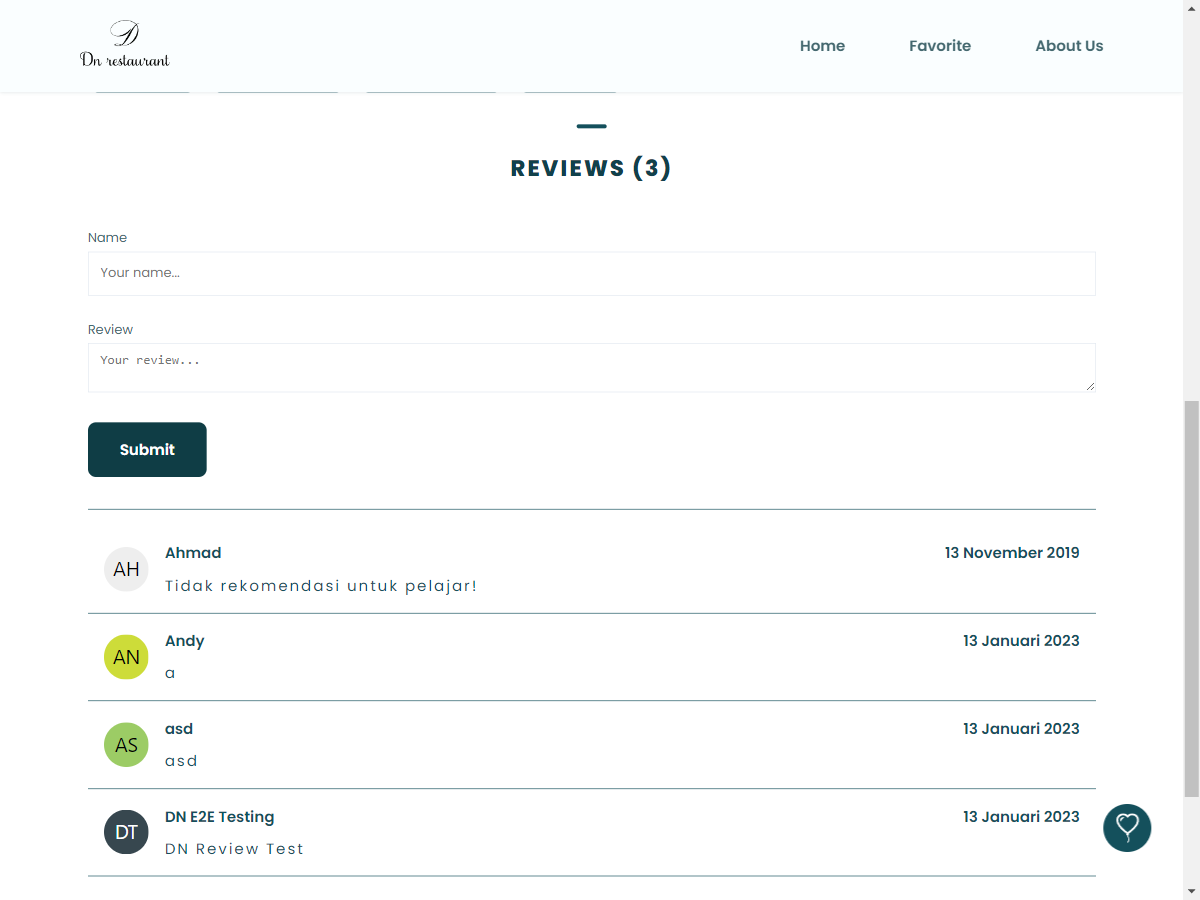 D
Dn restaurant
Home
Favorite
About Us
REVIEWS (3)
Name
Your name...
Review
Your review...
Submit
AH
Ahmad
13 November 2019
Tidak rekomendasi untuk pelajar!
AN
Andy
13 Januari 2023
a
AS
asd
13 Januari 2023
asd
DT
DN E2E Testing
13 Januari 2023
DN Review Test